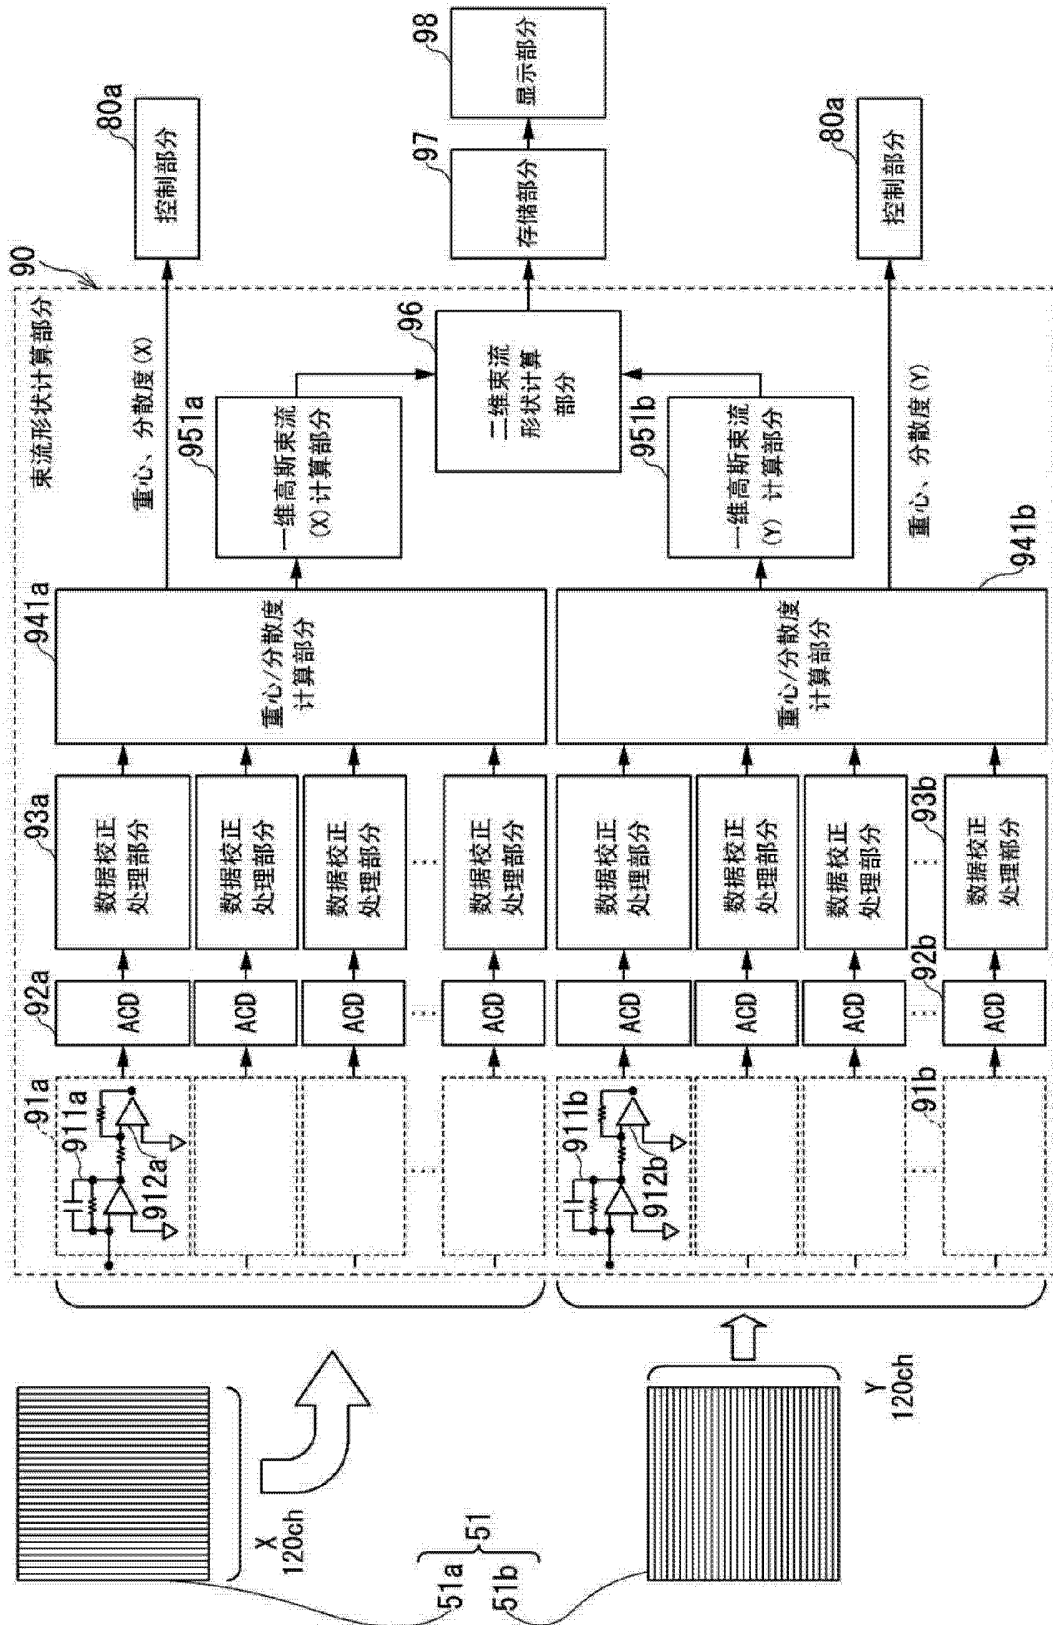 束流形状计算部分
90
重心、分散度(X)
80a
控制部分
941a
重心/分散度
计算部分
951a
一维高斯束流
(X)计算部分
96
二维束流
形状计算
部分
97
存储部分
98
显示部分
951b
一维高斯束流
(Y) 计算部分
重心、分散度(Y)
80a
控制部分
941b
重心/分散度
计算部分
93a
数据校正
处理部分
数据校正
处理部分
数据校正
处理部分
...
数据校正
处理部分
数据校正
处理部分
数据校正
处理部分
数据校正
处理部分
...
93b
数据校正
处理部分
92a
ACD
ACD
ACD
...
ACD
ACD
ACD
ACD
...
92b
ACD
91a
911a
912a
...
911b
912b
...
91b
X
120ch
Y
120ch
51
51a
51b